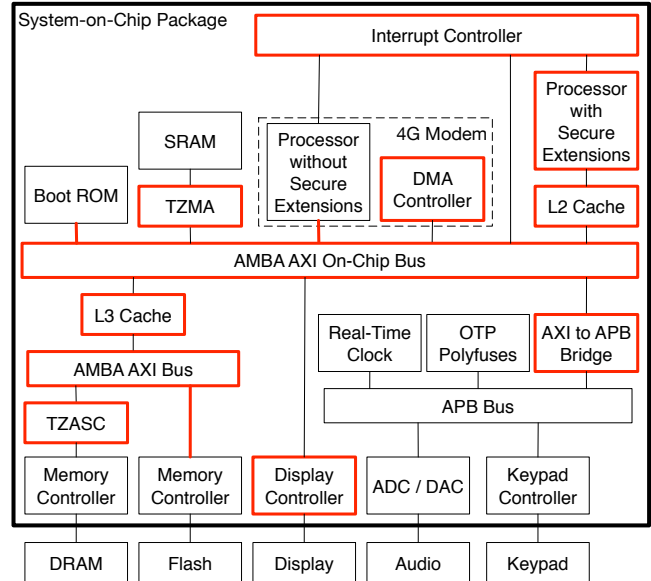 System-on-Chip Package
Interrupt Controller
Processor
with
Secure
Extensions
4G Modem
Processor
without
Secure
Extensions
SRAM
DMA
Controller
Boot ROM
TZMA
L2 Cache
AMBA AXI On-Chip Bus
L3 Cache
Real-Time
Clock
OTP
Polyfuses
AXI to APB
Bridge
AMBA AXI Bus
APB Bus
TZASC
Memory
Controller
Memory
Controller
Display
Controller
ADC / DAC
Keypad
Controller
DRAM
Flash
Display
Audio
Keypad